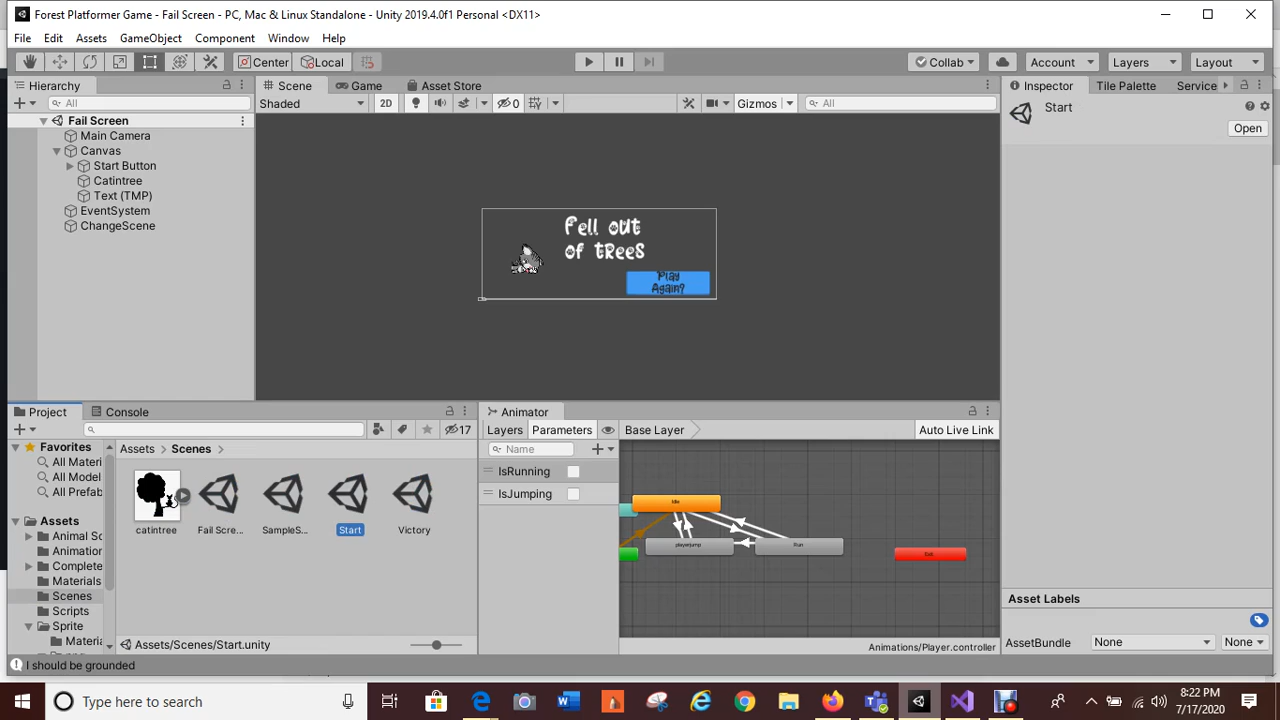 Forest Platformer Game - Fail Screen - PC, Mac & Linux Standalone - Unity 2019.4.0f1 Personal <DX11>
File Edit Assets GameObject Component Window Help
Center Local Collab Account Layers Layout
Hierarchy Scene Game Asset Store Inspector Tile Palette Service
All Shaded 2D 0 Gizmos All
Start
Open
Fail Screen
Main Camera
Canvas
Start Button
Catintree
Text (TMP)
EventSystem
ChangeScene
Fell out
of trees
Play
Again?
Project Console
17
Favorites
All Materi
All Model
All Prefab
Assets
Animal Sc
Animation
Complete
Materials
Scenes
Scripts
Sprite
Materia
Assets Scenes
catintree Fail Scre... SampleS... Start Victory
Assets/Scenes/Start.unity
Animator
Layers Parameters Base Layer Auto Live Link
Name
IsRunning
IsJumping
Idle
playerjump Run
Exit
Animations/Player.controller
Asset Labels
AssetBundle None None
I should be grounded
Type here to search
8:22 PM
7/17/2020